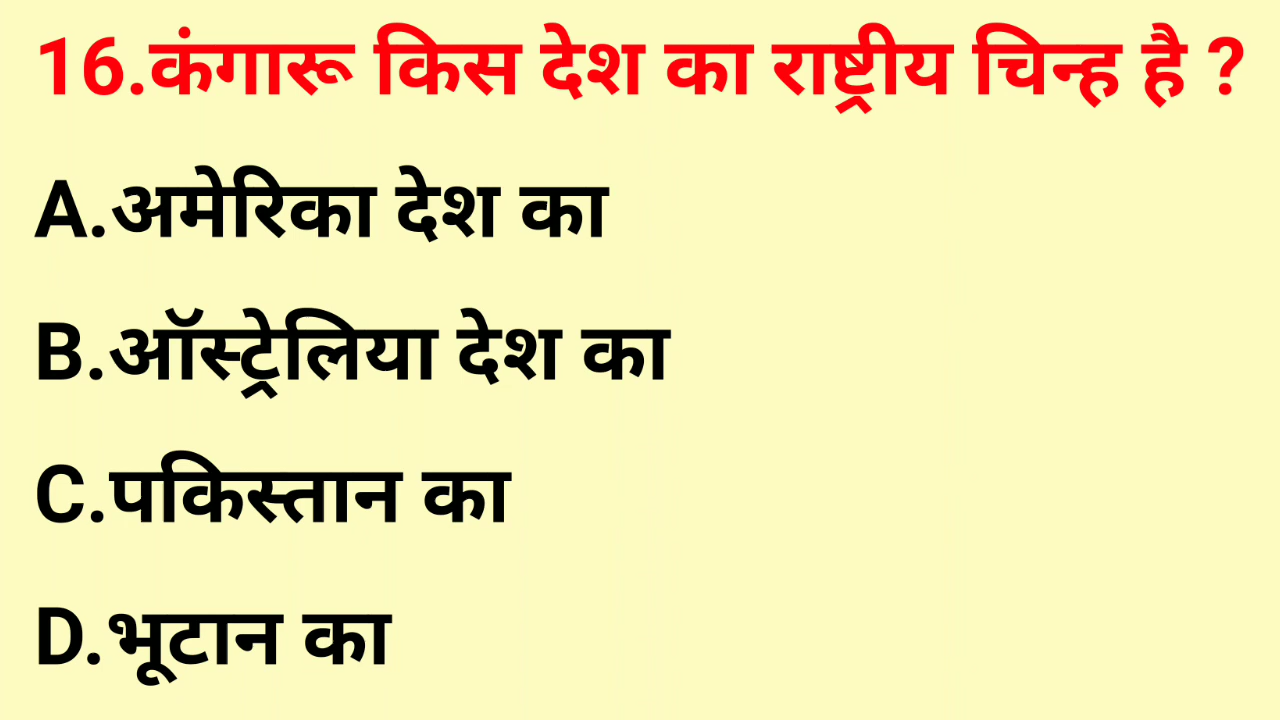 16.कंगारू किस देश का राष्ट्रीय चिन्ह है ?
A.अमेरिका देश का
B.ऑस्ट्रेलिया देश का
C.पकिस्तान का
D.भूटान का